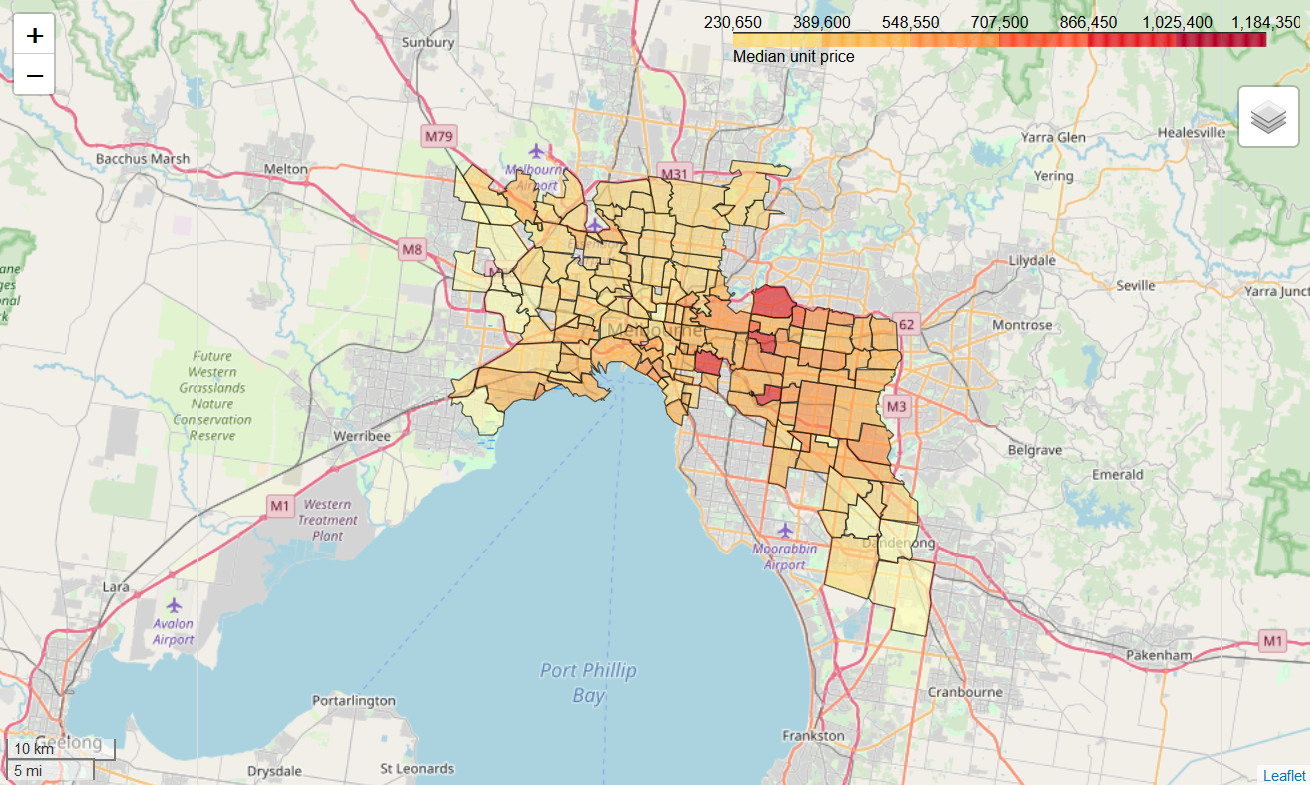 +
−
230,650 389,600 548,550 707,500 866,450 1,025,400 1,184,350
Median unit price
Sunbury
M79
Yarra Glen
Healesville
Bacchus Marsh
Melton
Melbourne
Airport
M31
Yering
M8
Lilydale
Seville
Yarra Junct
62
Montrose
Melbourne
Future
Western
Grasslands
Nature
Conservation
Reserve
M3
Werribee
Belgrave
Emerald
M1
Western
Treatment
Plant
Moorabbin
Airport
Dandenong
Lara
Avalon
Airport
M1
Pakenham
Port Phillip
Bay
Portarlington
Cranbourne
Frankston
Geelong
10 km
5 mi
Drysdale
St Leonards
Leaflet